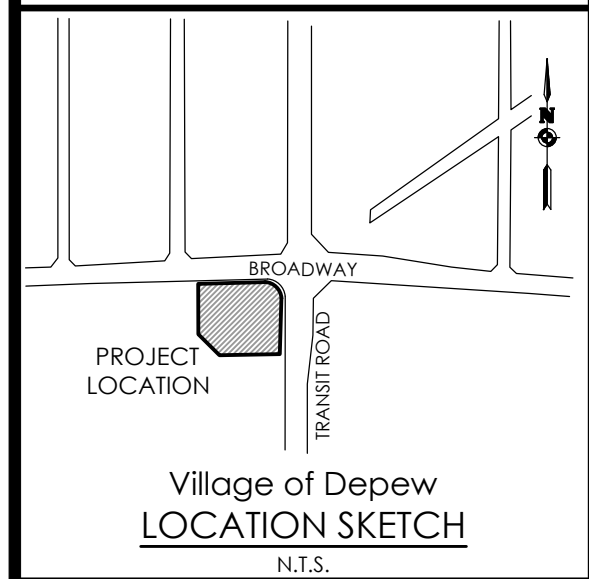 N
BROADWAY
TRANSIT ROAD
PROJECT
LOCATION
Village of Depew
LOCATION SKETCH
N.T.S.